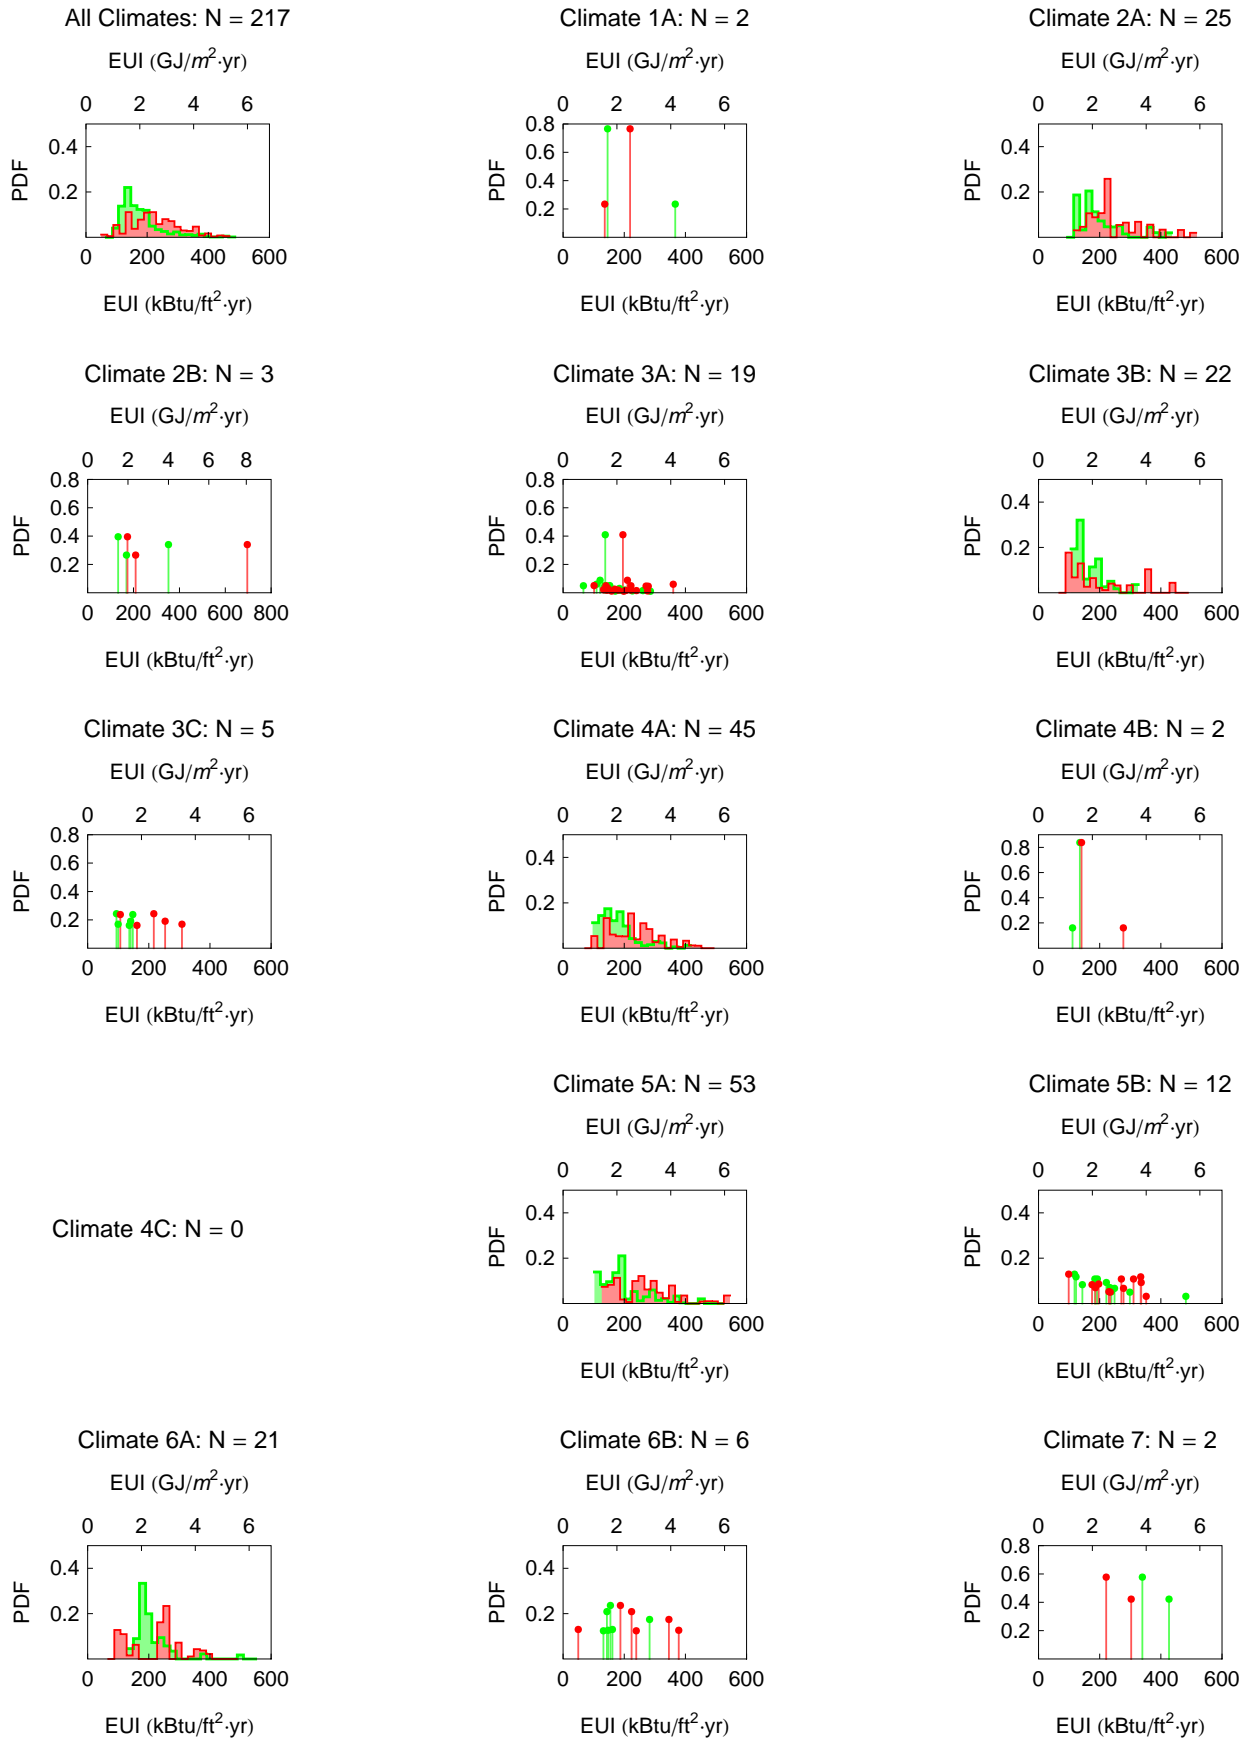 All Climates: N = 217
EUI (GJ/m²·yr)
0 2 4 6
PDF
0.4
0.2
0 200 400 600
EUI (kBtu/ft²·yr)
Climate 1A: N = 2
EUI (GJ/m²·yr)
0 2 4 6
PDF
0.8
0.6
0.4
0.2
0 200 400 600
EUI (kBtu/ft²·yr)
Climate 2A: N = 25
EUI (GJ/m²·yr)
0 2 4 6
PDF
0.4
0.2
0 200 400 600
EUI (kBtu/ft²·yr)
Climate 2B: N = 3
EUI (GJ/m²·yr)
0 2 4 6 8
PDF
0.8
0.6
0.4
0.2
0 200 400 600 800
EUI (kBtu/ft²·yr)
Climate 3A: N = 19
EUI (GJ/m²·yr)
0 2 4 6
PDF
0.8
0.6
0.4
0.2
0 200 400 600
EUI (kBtu/ft²·yr)
Climate 3B: N = 22
EUI (GJ/m²·yr)
0 2 4 6
PDF
0.4
0.2
0 200 400 600
EUI (kBtu/ft²·yr)
Climate 3C: N = 5
EUI (GJ/m²·yr)
0 2 4 6
PDF
0.8
0.6
0.4
0.2
0 200 400 600
EUI (kBtu/ft²·yr)
Climate 4A: N = 45
EUI (GJ/m²·yr)
0 2 4 6
PDF
0.4
0.2
0 200 400 600
EUI (kBtu/ft²·yr)
Climate 4B: N = 2
EUI (GJ/m²·yr)
0 2 4 6
PDF
0.8
0.6
0.4
0.2
0 200 400 600
EUI (kBtu/ft²·yr)
Climate 4C: N = 0
Climate 5A: N = 53
EUI (GJ/m²·yr)
0 2 4 6
PDF
0.4
0.2
0 200 400 600
EUI (kBtu/ft²·yr)
Climate 5B: N = 12
EUI (GJ/m²·yr)
0 2 4 6
PDF
0.4
0.2
0 200 400 600
EUI (kBtu/ft²·yr)
Climate 6A: N = 21
EUI (GJ/m²·yr)
0 2 4 6
PDF
0.4
0.2
0 200 400 600
EUI (kBtu/ft²·yr)
Climate 6B: N = 6
EUI (GJ/m²·yr)
0 2 4 6
PDF
0.4
0.2
0 200 400 600
EUI (kBtu/ft²·yr)
Climate 7: N = 2
EUI (GJ/m²·yr)
0 2 4 6
PDF
0.8
0.6
0.4
0.2
0 200 400 600
EUI (kBtu/ft²·yr)